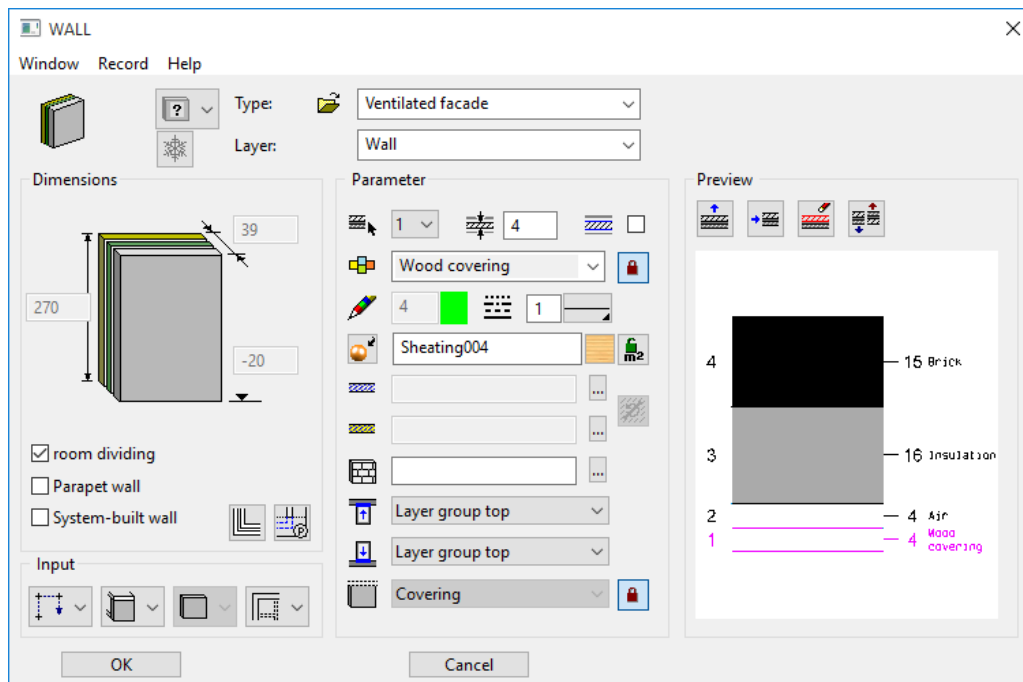 WALL
Window Record Help
Type: Ventilated facade
Layer: Wall
Dimensions
39
270
-20
room dividing
Parapet wall
System-built wall
Input
Parameter
1 4
Wood covering
4 1
Sheating004
m2
...
...
...
Layer group top
Layer group top
Covering
Preview
4 15 Brick
3 16 Insulation
2 4 Air
1 4 Wood
covering
OK Cancel